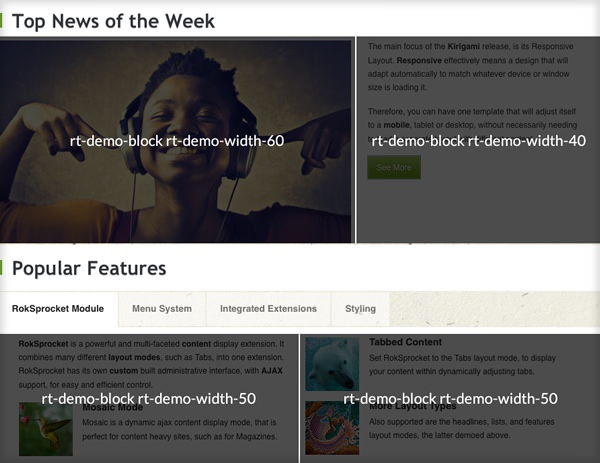 Top News of the Week
The main focus of the Kirigami release, is its Responsive
Layout. Responsive effectively means a design that will
adapt automatically to match whatever device or window
size is loading it.
Therefore, you can have one template that will adjust itself
to a mobile, tablet or desktop, without necessarily needing
rt-demo-block rt-demo-width-60
rt-demo-block rt-demo-width-40
See More
Popular Features
RokSprocket Module
Menu System
Integrated Extensions
Styling
RokSprocket is a powerful and multi-faceted content display extension. It
combines many different layout modes, such as Tabs, into one extension.
RokSprocket has its own custom built administrative interface, with AJAX
support, for easy and efficient control.
rt-demo-block rt-demo-width-50
Mosaic Mode
Mosaic is a dynamic ajax content display mode, that is
perfect for content heavy sites, such as for Magazines.
Tabbed Content
Set RokSprocket to the Tabs layout mode, to display
your content within dynamically adjusting tabs.
rt-demo-block rt-demo-width-50
More Layout Types
Also supported are the headlines, lists, and features
layout modes, the latter demoed above.